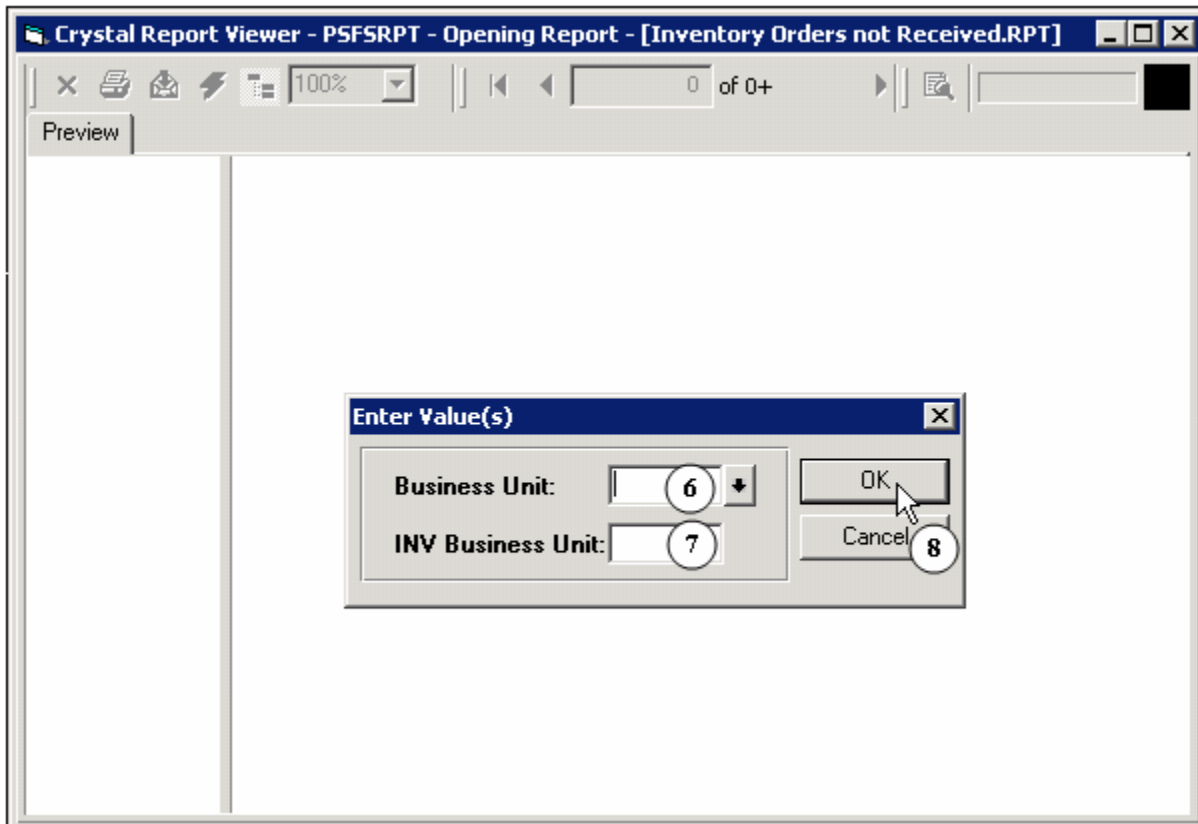 Crystal Report Viewer - PSFSRPT - Opening Report - [Inventory Orders not Received.RPT]
100% 0 of 0+
Preview
Enter Value(s)
Business Unit: 6 OK
INV Business Unit: 7 Cancel 8